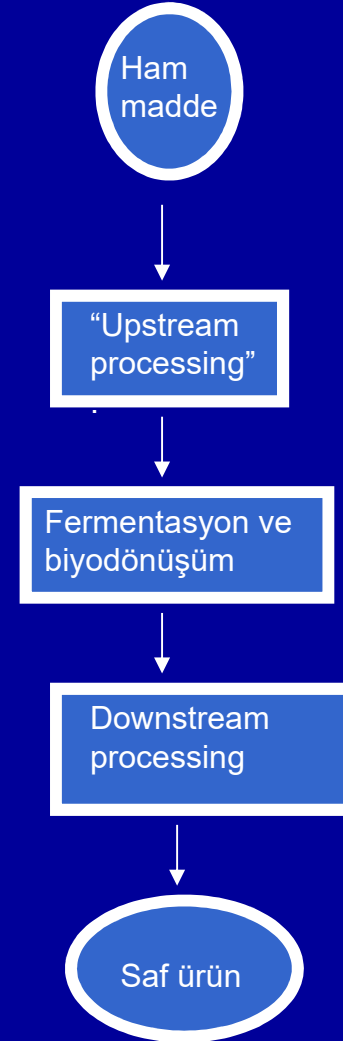 Ham
madde
“Upstream
processing”
Fermentasyon ve
biyodönüşüm
Downstream
processing
Saf ürün